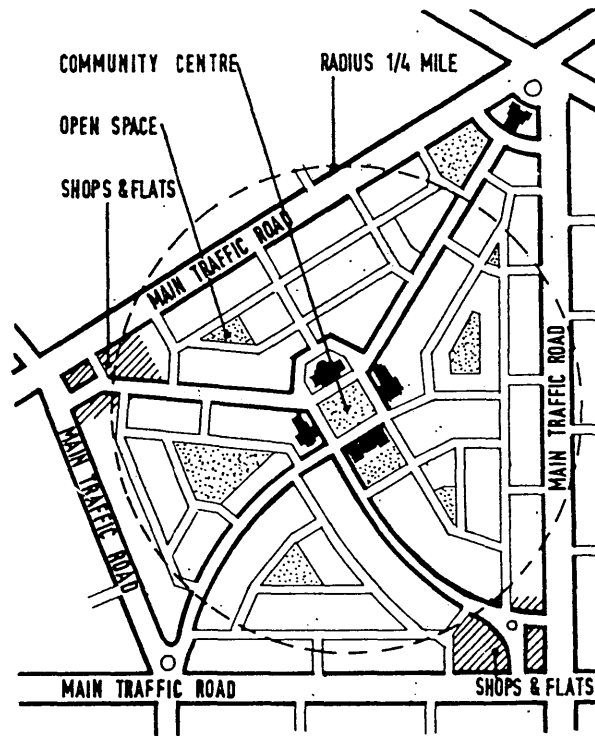 COMMUNITY CENTRE
RADIUS 1/4 MILE
OPEN SPACE
SHOPS & FLATS
MAIN TRAFFIC ROAD
MAIN TRAFFIC ROAD
MAIN TRAFFIC ROAD
MAIN TRAFFIC ROAD
SHOPS & FLATS